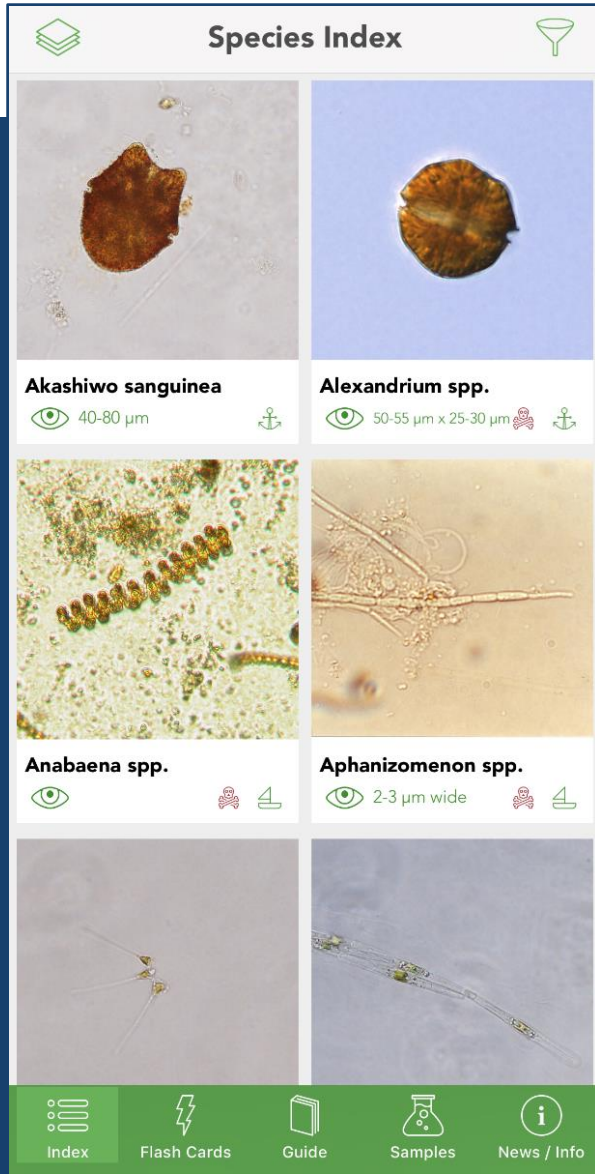 Species Index
Akashiwo sanguinea
40-80 µm
Alexandrium spp.
50-55 µm x 25-30 µm
Anabaena spp.
Aphanizomenon spp.
2-3 µm wide
Index
Flash Cards
Guide
Samples
News / Info